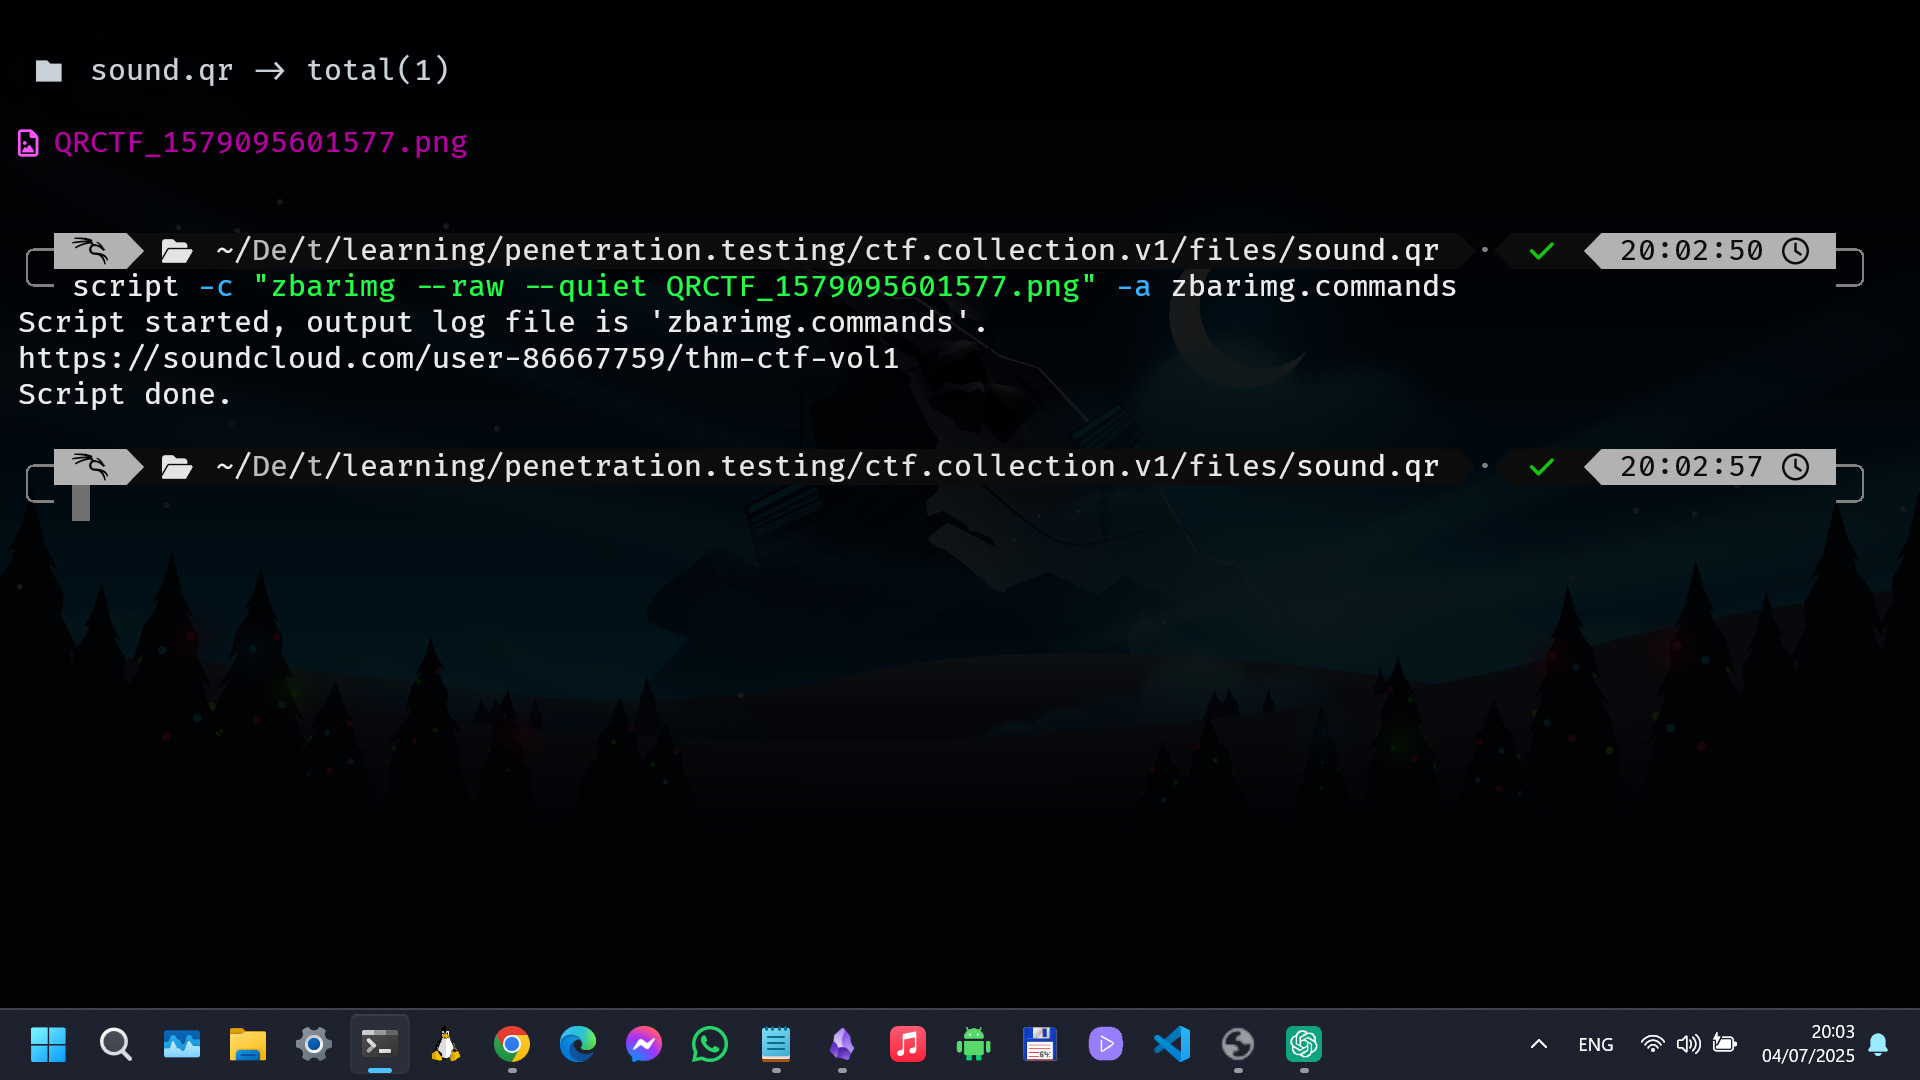 sound.qr → total(1)
QRCTF_1579095601577.png
~/De/t/learning/penetration.testing/ctf.collection.v1/files/sound.qr · ✓ 20:02:50
script -c "zbarimg --raw --quiet QRCTF_1579095601577.png" -a zbarimg.commands
Script started, output log file is 'zbarimg.commands'.
https://soundcloud.com/user-86667759/thm-ctf-vol1
Script done.
~/De/t/learning/penetration.testing/ctf.collection.v1/files/sound.qr · ✓ 20:02:57
64
ENG
20:03
04/07/2025